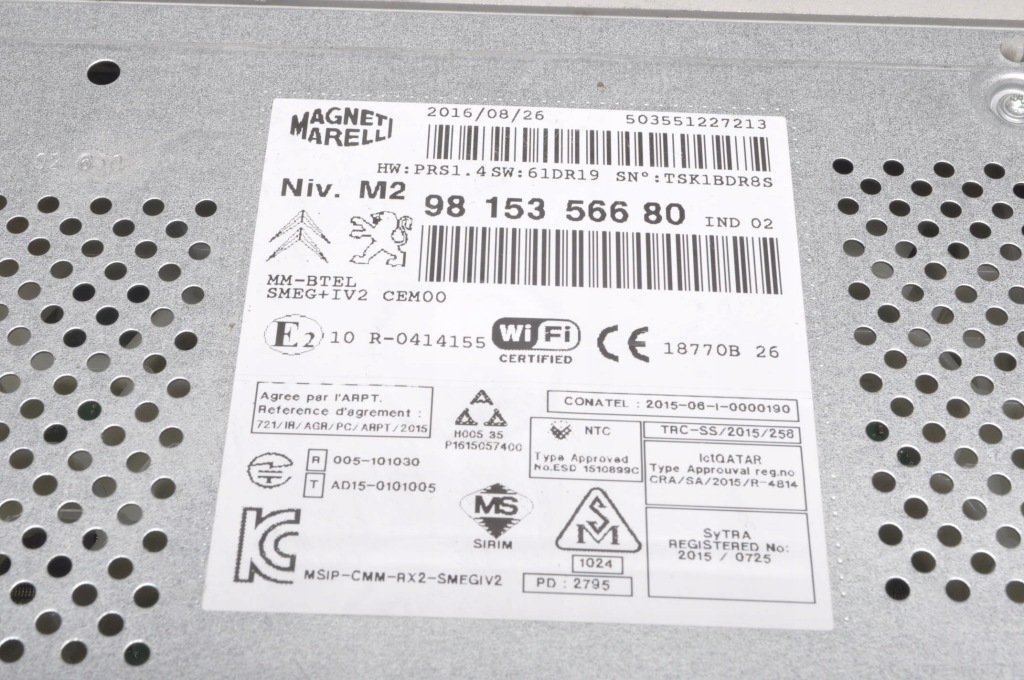 MAGNETI
MARELLI
2016/08/26
503551227213
HW:PRS1.4 SW:61DR19 SN°:TSK1BDR8S
Niv. M2
98 153 566 80 IND 02
MM-BTEL
SMEG+IV2 CEM00
E2 10 R-0414155
Wi Fi
CERTIFIED
CE 18770B 26
Agree par l'ARPT.
Reference d'agrement :
721/IR/AGR/PC/ARPT/2015
H005 35
P1615057400
CONATEL : 2015-06-I-0000190
NTC
Type Approved
No.ESD 1510899C
TRC-SS/2015/258
IctQATAR
Type Approuval reg.no
CRA/SA/2015/R-4814
R 005-101030
T AD15-0101005
MS
SIRIM
SM
1024
PD : 2795
SyTRA
REGISTERED No:
2015 / 0725
KC
MSIP-CMM-RX2-SMEGIV2